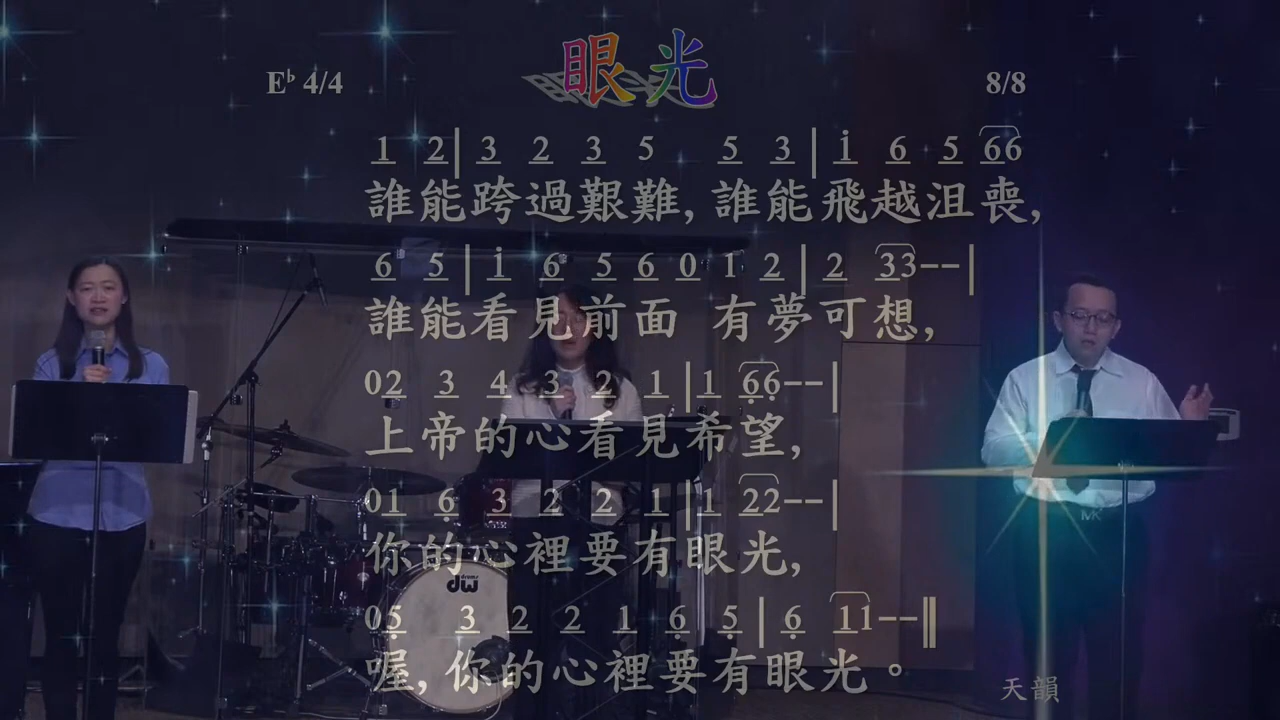 眼光
E♭ 4/4
8/8
1 2| 3 2 3 5 5 3 | i 6 5 66
誰能跨過艱難, 誰能飛越沮喪,
6 5 | i 6 5 6 0 1 2 | 2 33--|
誰能看見前面 有夢可想,
02 3 4 3 2 1 |1 66--|
上帝的心看見希望,
01 6 3 2 2 1 |1 22--|
你的心裡要有眼光,
05 3 2 2 1 6 5 | 6 11--‖
喔, 你的心裡要有眼光。
天韻
drums
dw
MK